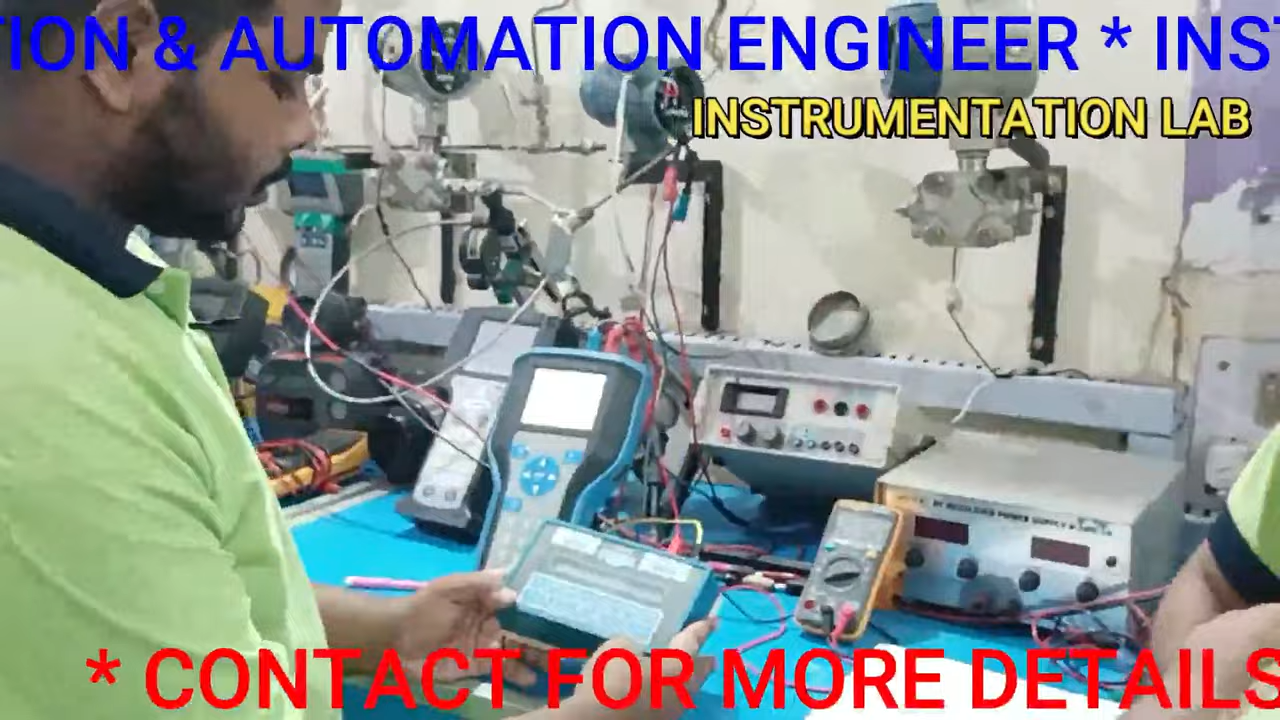 TION & AUTOMATION ENGINEER * INST
INSTRUMENTATION LAB
* CONTACT FOR MORE DETAILS